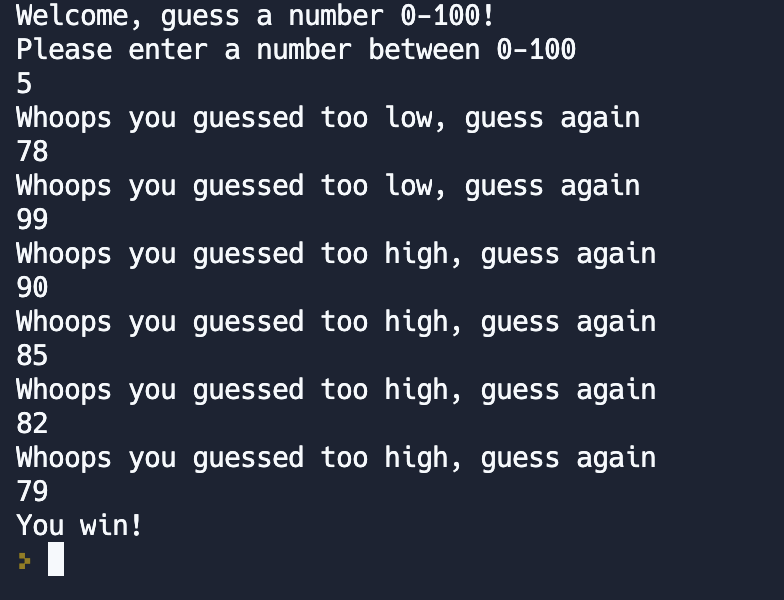 Welcome, guess a number 0-100!
Please enter a number between 0-100
5
Whoops you guessed too low, guess again
78
Whoops you guessed too low, guess again
99
Whoops you guessed too high, guess again
90
Whoops you guessed too high, guess again
85
Whoops you guessed too high, guess again
82
Whoops you guessed too high, guess again
79
You win!
>